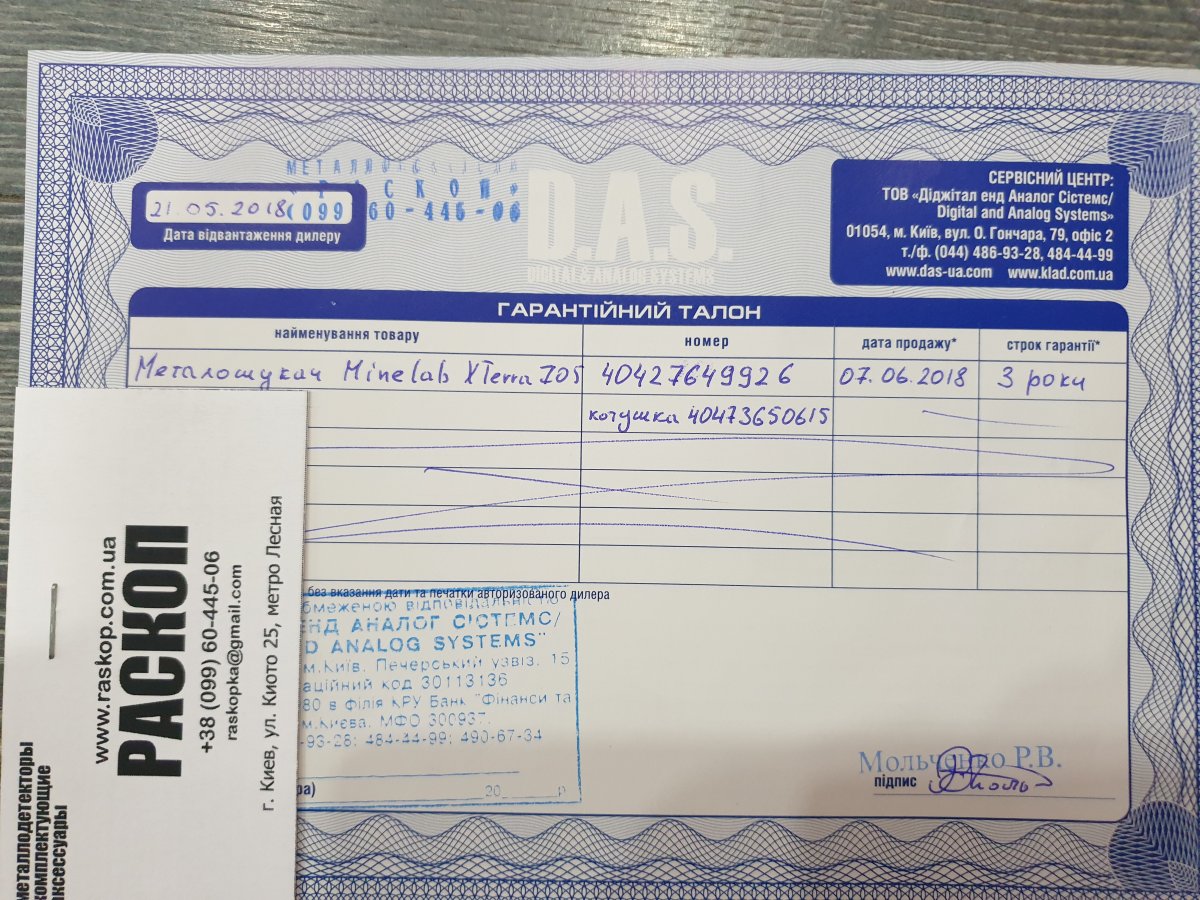 МЕТАЛЛ
"РАСКОП"
(099) 60-445-06
21.05.2018
Дата відвантаження дилеру
D.A.S.
DIGITAL & ANALOG SYSTEMS
СЕРВІСНИЙ ЦЕНТР:
ТОВ «Діджітал енд Аналог Сістемс/
Digital and Analog Systems»
01054, м. Київ, вул. О. Гончара, 79, офіс 2
т./ф. (044) 486-93-28, 484-44-99
www.das-ua.com www.klad.com.ua
ГАРАНТІЙНИЙ ТАЛОН
найменування товару номер дата продажу* строк гарантії*
Металошукач Minelab XTerra 705 40427649926 07.06.2018 3 роки
котушка 40473650615
без вказання дати та печатки авторизованого дилера
бмеженою відповідальністю
ЕНД АНАЛОГ СІСТЕМС/
D ANALOG SYSTEMS"
м.Київ, Печерський узвіз, 15
аційний код 30113136
80 в філія КРУ Банк "Фінанси та
м.Києва, МФО 300937,
-93-28; 484-44-99; 490-67-34
ра) 20 р
Мольченко Р.В.
підпис
www.raskop.com.ua
РАСКОП
+38 (099) 60-445-06
raskopka@gmail.com
г. Киев, ул. Киото 25, метро Лесная
металлодетекторы
комплектующие
аксессуары